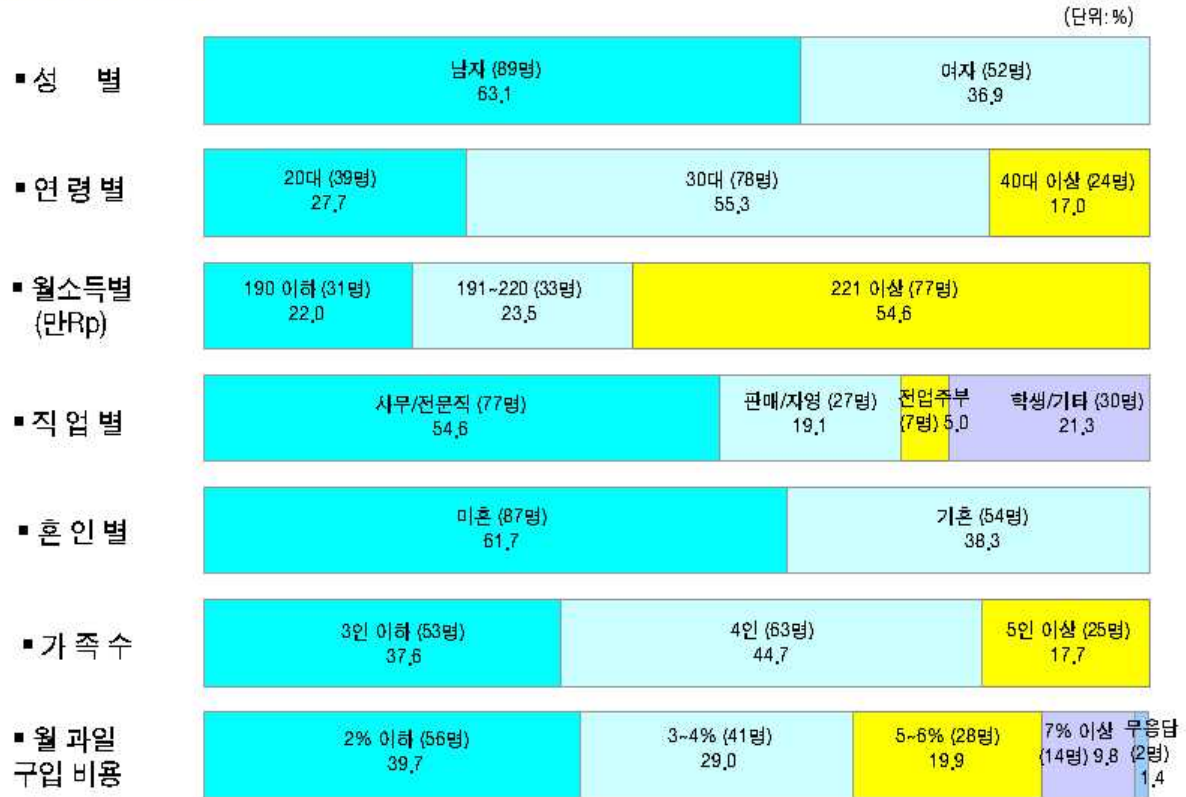 (단위: %)
▪ 성 별
남자 (89명)
63.1
여자 (52명)
36.9
▪ 연 령 별
20대 (39명)
27.7
30대 (78명)
55.3
40대 이상 (24명)
17.0
▪ 월소득별
(만Rp)
190 이하 (31명)
22.0
191~220 (33명)
23.5
221 이상 (77명)
54.6
▪ 직 업 별
사무/전문직 (77명)
54.6
판매/자영 (27명)
19.1
전업주부
(7명) 5.0
학생/기타 (30명)
21.3
▪ 혼 인 별
미혼 (87명)
61.7
기혼 (54명)
38.3
▪ 가 족 수
3인 이하 (53명)
37.6
4인 (63명)
44.7
5인 이상 (25명)
17.7
▪ 월 과일
구입 비용
2% 이하 (56명)
39.7
3~4% (41명)
29.0
5~6% (28명)
19.9
7% 이상
(14명) 9.8
무응답
(2명)
1.4